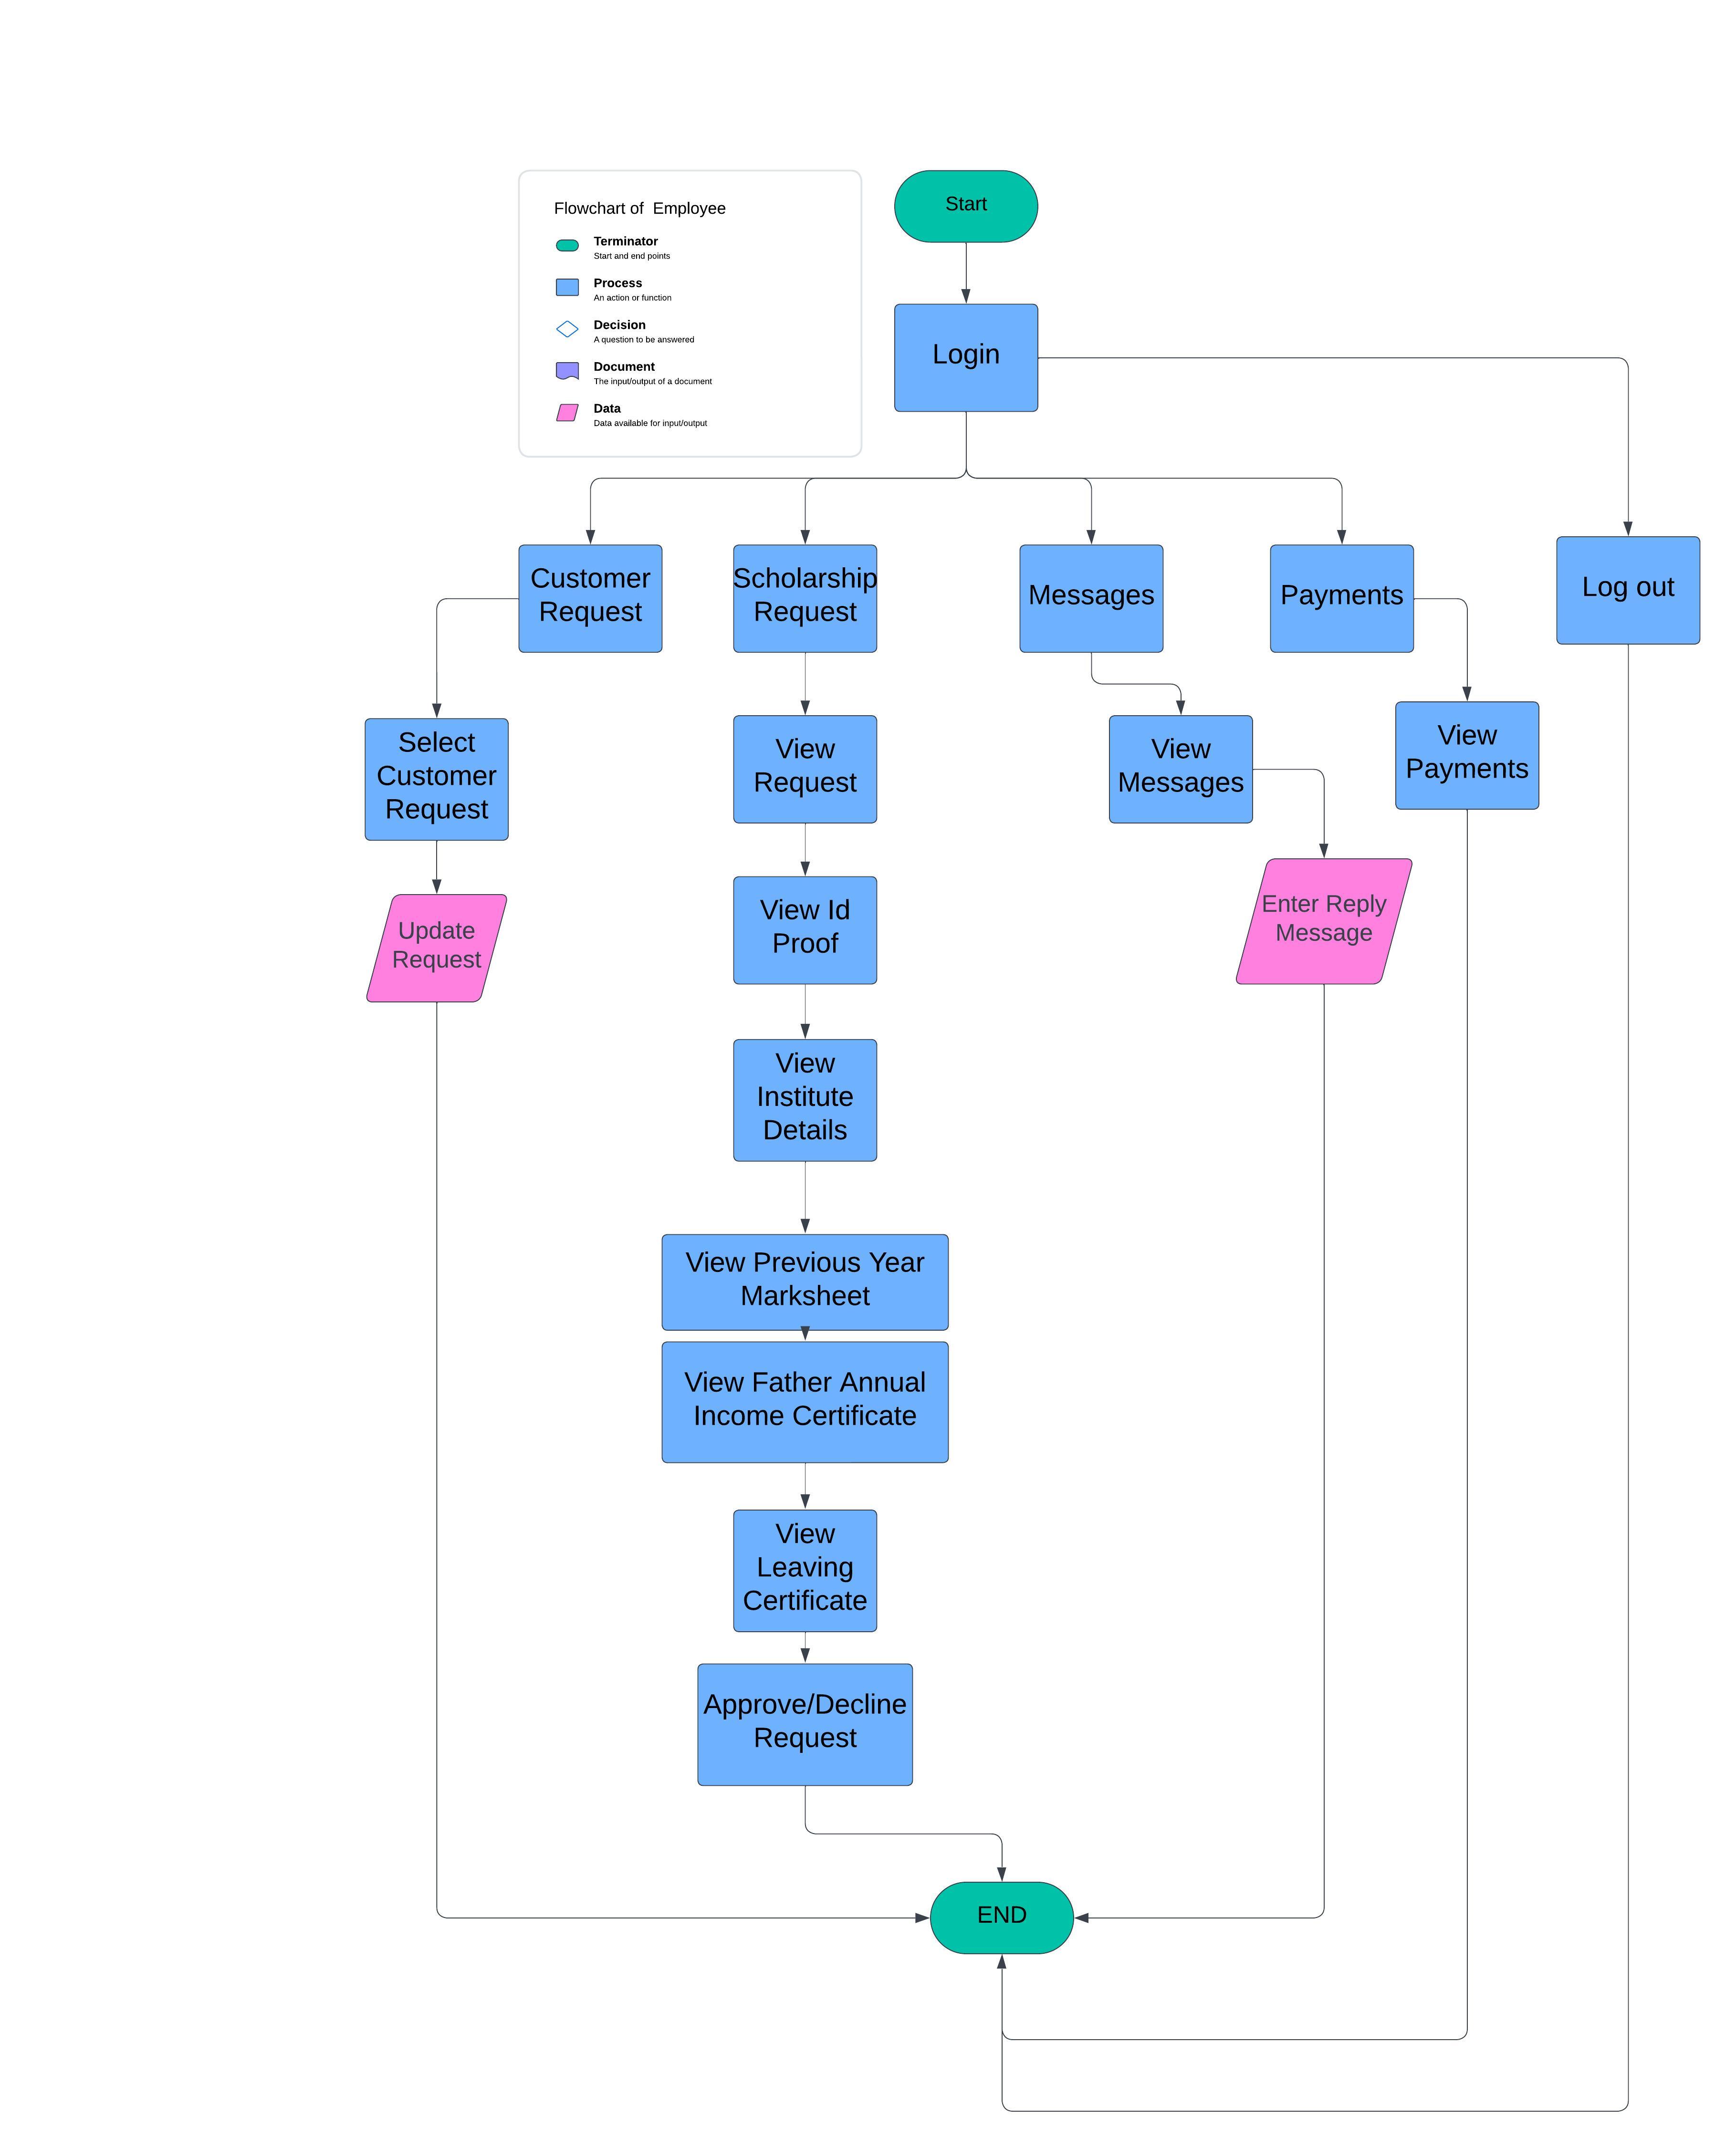 Flowchart of  Employee
Terminator
Start and end points
Process
An action or function
Decision
A question to be answered
Document
The input/output of a document
Data
Data available for input/output
Start
Login
Customer
Request
Scholarship
Request
Messages
Payments
Log out
Select
Customer
Request
View
Request
View
Messages
View
Payments
Update
Request
View Id
Proof
Enter Reply
Message
View
Institute
Details
View Previous Year
Marksheet
View Father Annual
Income Certificate
View
Leaving
Certificate
Approve/Decline
Request
END